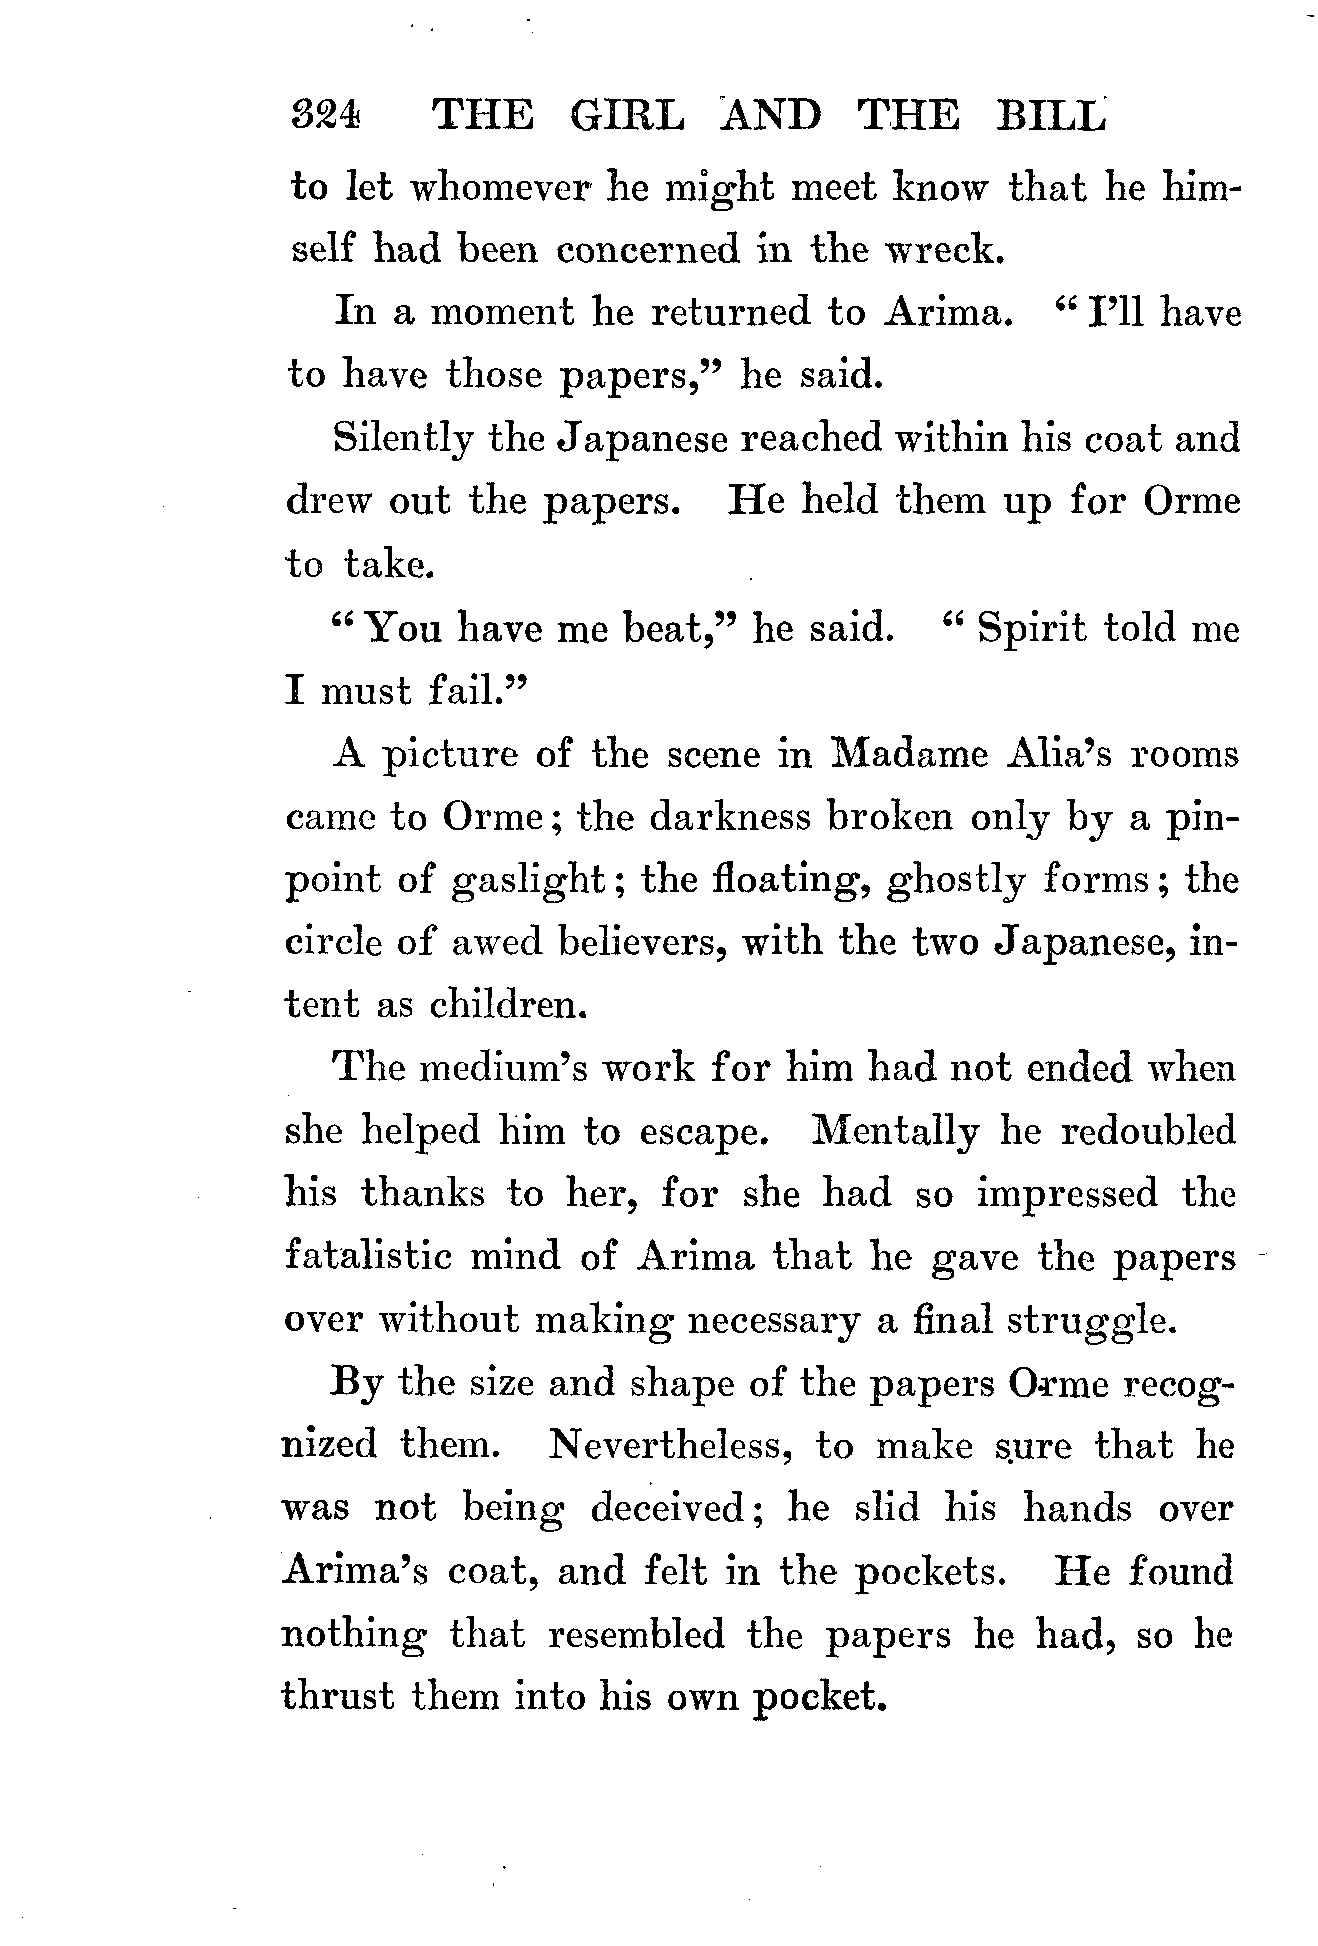 324 THE GIRL AND THE BILL
to let whomever he might meet know that he him-
self had been concerned in the wreck.
In a moment he returned to Arima. "I'll have
to have those papers," he said.
Silently the Japanese reached within his coat and
drew out the papers. He held them up for Orme
to take.
"You have me beat," he said. "Spirit told me
I must fail."
A picture of the scene in Madame Alia's rooms
came to Orme; the darkness broken only by a pin-
point of gaslight; the floating, ghostly forms; the
circle of awed believers, with the two Japanese, in-
tent as children.
The medium's work for him had not ended when
she helped him to escape. Mentally he redoubled
his thanks to her, for she had so impressed the
fatalistic mind of Arima that he gave the papers
over without making necessary a final struggle.
By the size and shape of the papers Orme recog-
nized them. Nevertheless, to make sure that he
was not being deceived; he slid his hands over
Arima's coat, and felt in the pockets. He found
nothing that resembled the papers he had, so he
thrust them into his own pocket.